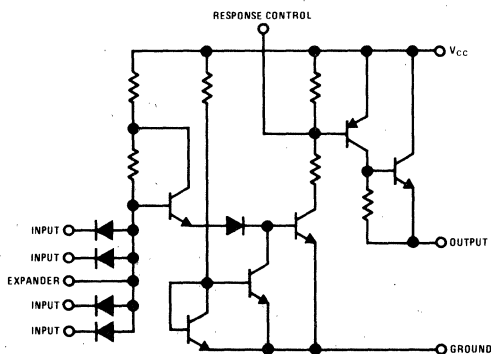 RESPONSE CONTROL
Vcc
INPUT
INPUT
EXPANDER
INPUT
INPUT
OUTPUT
GROUND